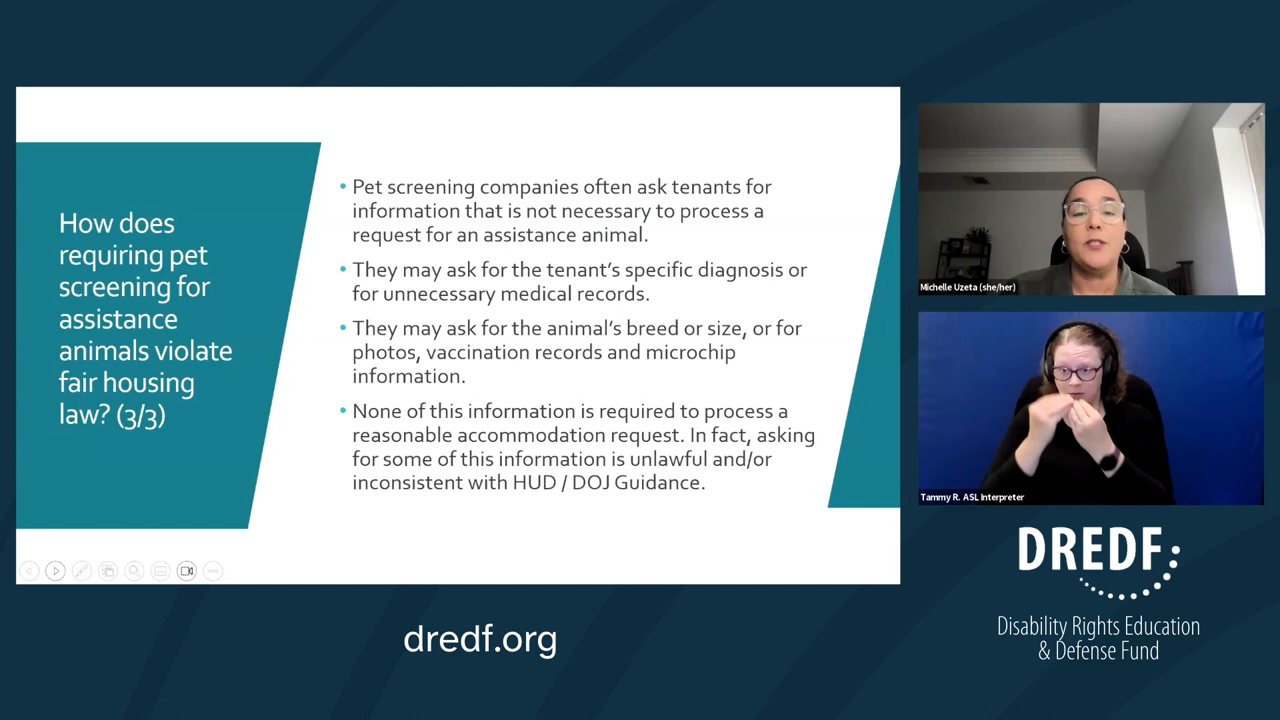 How does
requiring pet
screening for
assistance
animals violate
fair housing
law? (3/3)
• Pet screening companies often ask tenants for
information that is not necessary to process a
request for an assistance animal.
• They may ask for the tenant's specific diagnosis or
for unnecessary medical records.
• They may ask for the animal's breed or size, or for
photos, vaccination records and microchip
information.
• None of this information is required to process a
reasonable accommodation request. In fact, asking
for some of this information is unlawful and/or
inconsistent with HUD / DOJ Guidance.
Michelle Uzeta (she/her)
Tammy R. ASL Interpreter
DREDF
Disability Rights Education
& Defense Fund
dredf.org